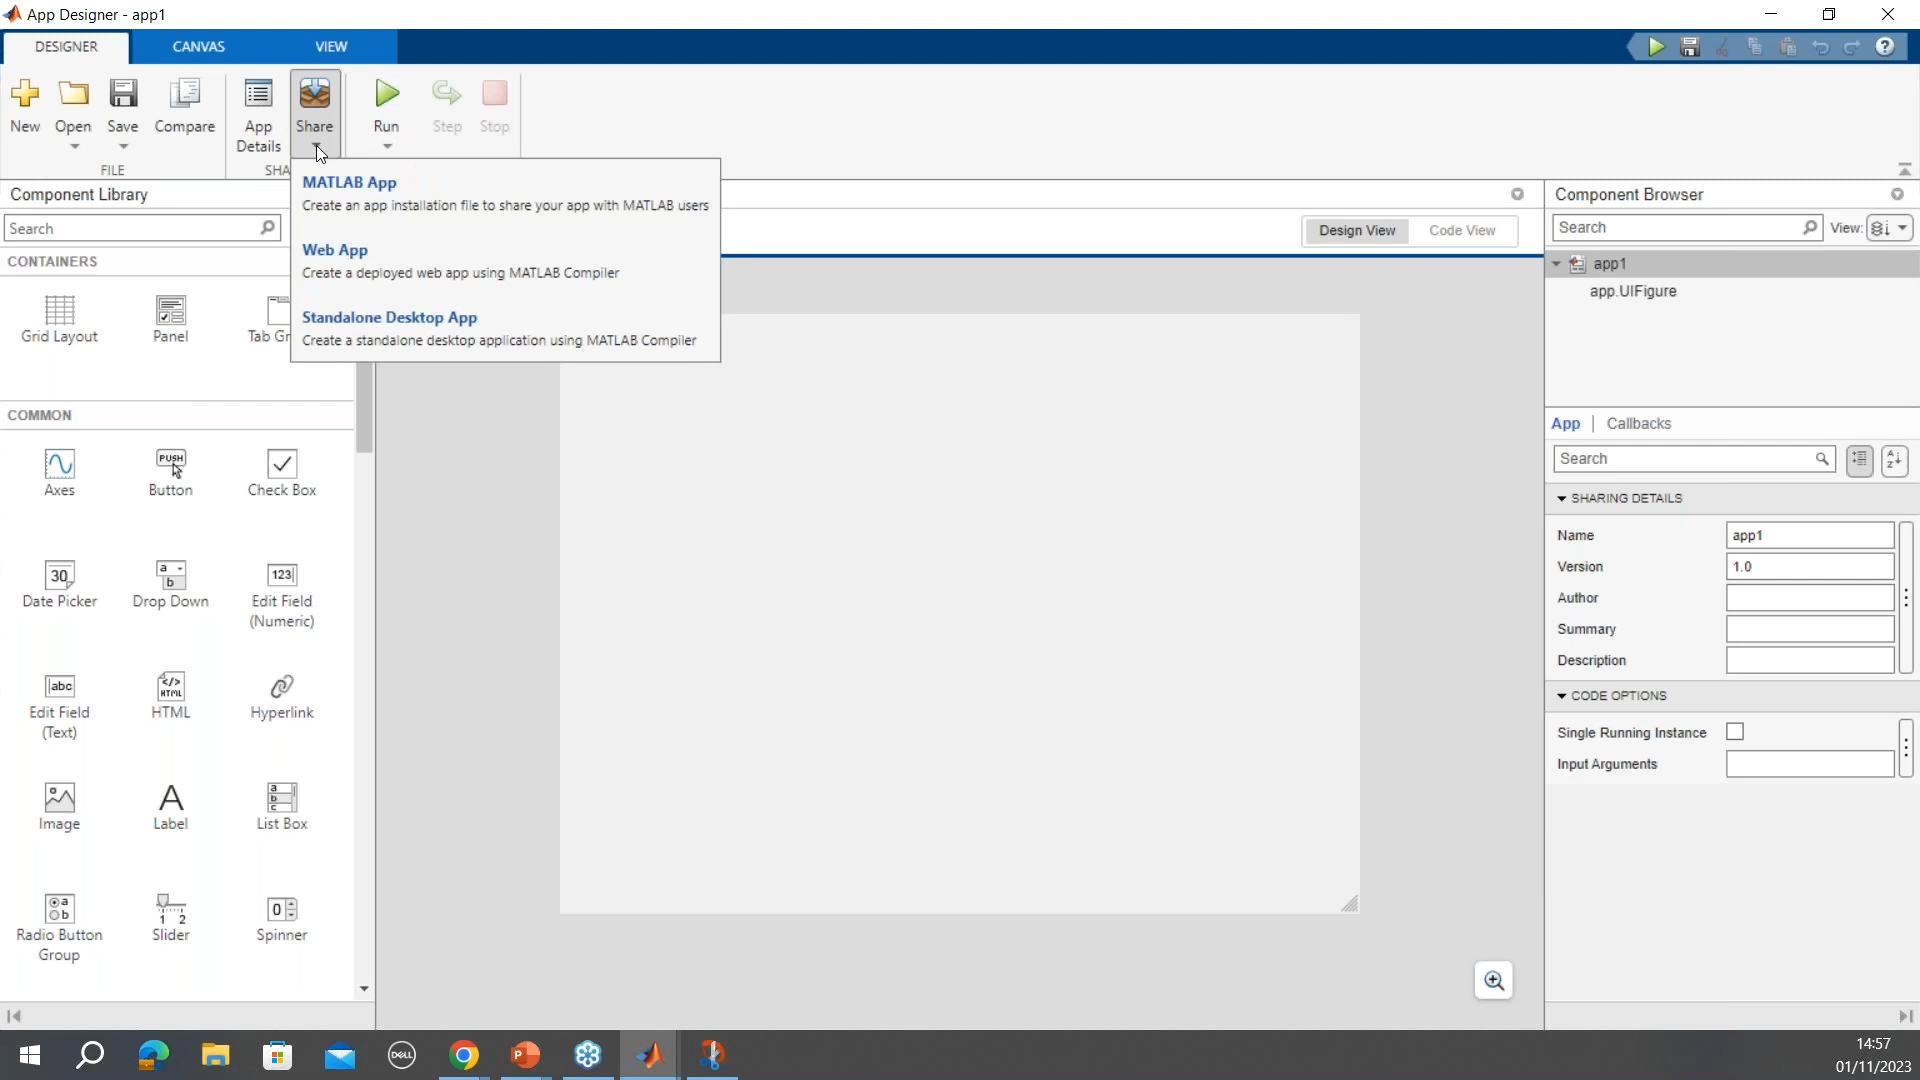 App Designer - app1
DESIGNER
CANVAS
VIEW
New
Open
Save
Compare
App
Details
Share
Run
Step
Stop
FILE
SHA
MATLAB App
Create an app installation file to share your app with MATLAB users
Web App
Create a deployed web app using MATLAB Compiler
Standalone Desktop App
Create a standalone desktop application using MATLAB Compiler
Component Library
Search
CONTAINERS
Grid Layout
Panel
Tab Gr
COMMON
Axes
PUSH
Button
Check Box
30
Date Picker
a
b
Drop Down
123
Edit Field
(Numeric)
abc
Edit Field
(Text)
</>
HTML
HTML
Hyperlink
Image
A
Label
a
b
c
List Box
a
b
Radio Button
Group
1 2
Slider
0
Spinner
Design View
Code View
Component Browser
Search
View:
app1
app.UIFigure
App
Callbacks
Search
A
Z
SHARING DETAILS
Name
app1
Version
1.0
Author
Summary
Description
CODE OPTIONS
Single Running Instance
Input Arguments
DELL
P
14:57
01/11/2023